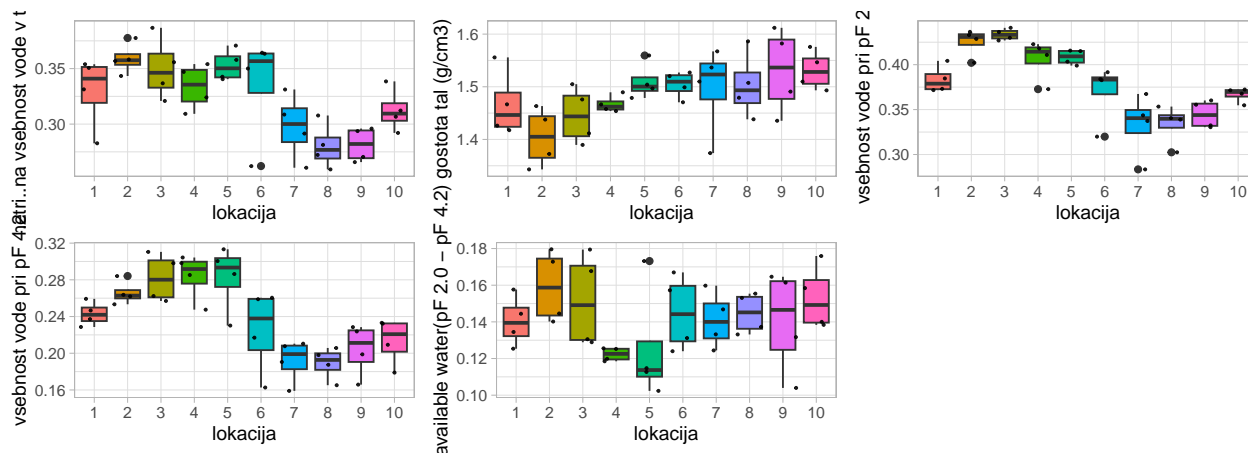 na vsebnost vode v t
0.35
0.30
1 2 3 4 5 6 7 8 9 10
lokacija
gostota tal (g/cm3)
1.6
1.5
1.4
1 2 3 4 5 6 7 8 9 10
lokacija
vsebnost vode pri pF 2
0.40
0.35
0.30
1 2 3 4 5 6 7 8 9 10
lokacija
vsebnost vode pri pF 4.2
0.32
0.28
0.24
0.20
0.16
1 2 3 4 5 6 7 8 9 10
lokacija
available water(pF 2.0 – pF 4.2)
0.18
0.16
0.14
0.12
0.10
1 2 3 4 5 6 7 8 9 10
lokacija